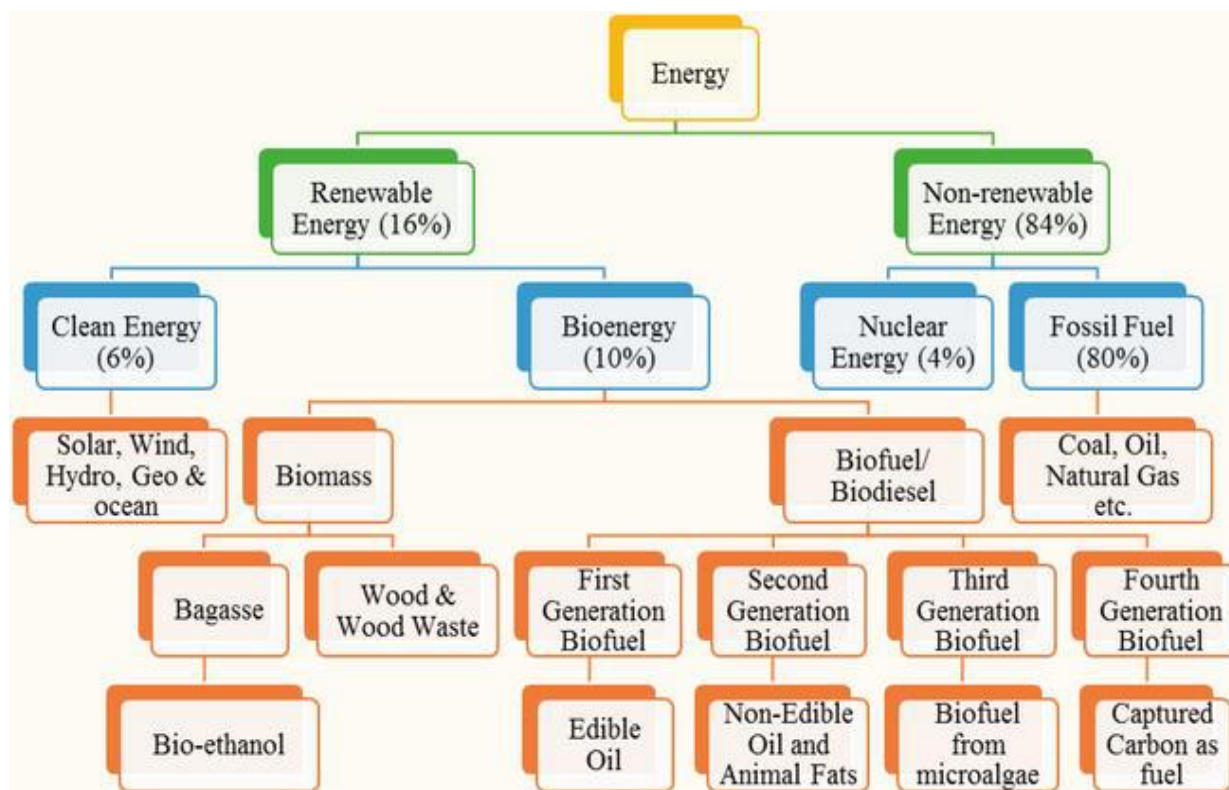 Energy
Renewable
Energy (16%)
Non-renewable
Energy (84%)
Clean Energy
(6%)
Bioenergy
(10%)
Nuclear
Energy (4%)
Fossil Fuel
(80%)
Solar, Wind,
Hydro, Geo &
ocean
Biomass
Biofuel/
Biodiesel
Coal, Oil,
Natural Gas
etc.
Bagasse
Wood &
Wood Waste
First
Generation
Biofuel
Second
Generation
Biofuel
Third
Generation
Biofuel
Fourth
Generation
Biofuel
Bio-ethanol
Edible
Oil
Non-Edible
Oil and
Animal Fats
Biofuel
from
microalgae
Captured
Carbon as
fuel